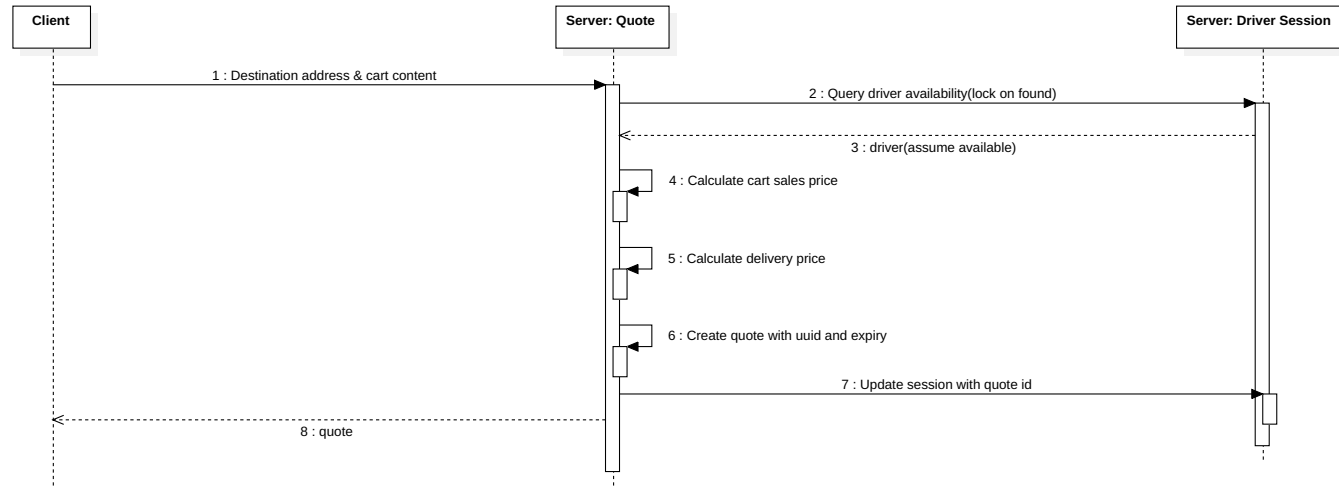 Client
Server: Quote
Server: Driver Session
1 : Destination address & cart content
2 : Query driver availability(lock on found)
3 : driver(assume available)
4 : Calculate cart sales price
5 : Calculate delivery price
6 : Create quote with uuid and expiry
7 : Update session with quote id
8 : quote